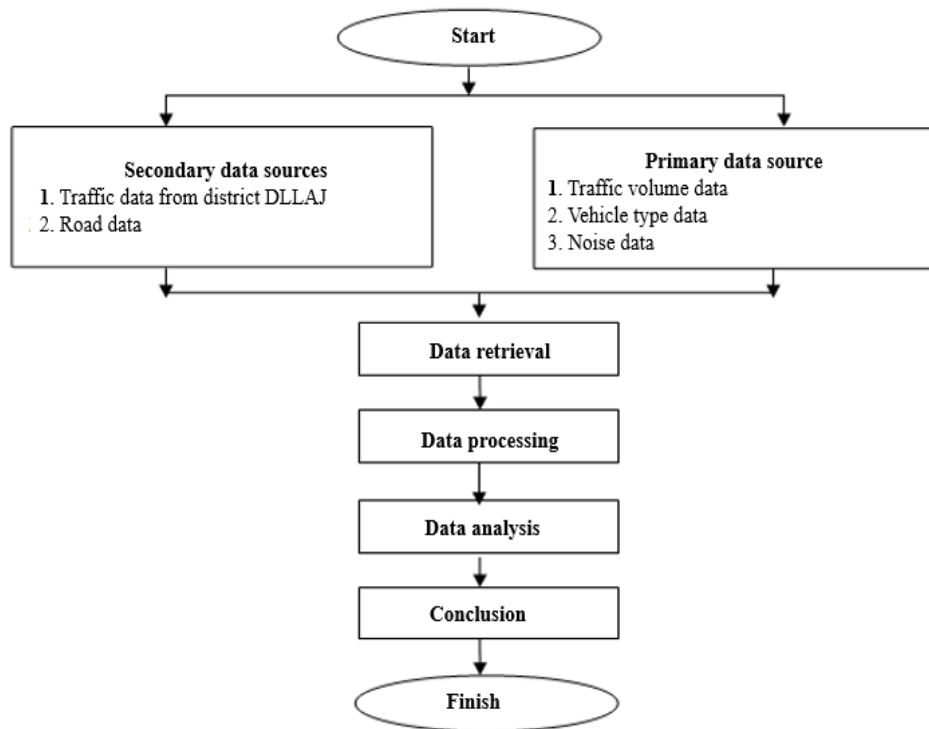 Start
Secondary data sources
1. Traffic data from district DLLAJ
2. Road data
Primary data source
1. Traffic volume data
2. Vehicle type data
3. Noise data
Data retrieval
Data processing
Data analysis
Conclusion
Finish